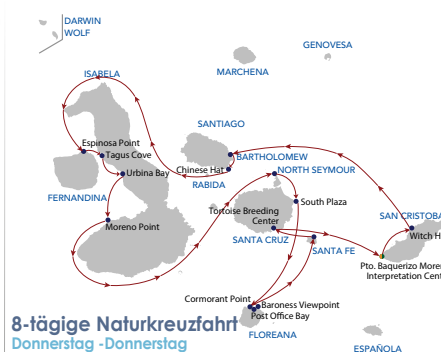 DARWIN
WOLF
GENOVESA
ISABELA
MARCHENA
SANTIAGO
Espinosa Point
Tagus Cove
BARTHOLOMEW
Chinese Hat
NORTH SEYMOUR
Urbina Bay
RABIDA
FERNANDINA
South Plaza
Tortoise Breeding
Center
SAN CRISTOBA
Moreno Point
Witch H
SANTA CRUZ
SANTA FE
Pto. Baquerizo More
Interpretation Cent
Cormorant Point
Baroness Viewpoint
Post Office Bay
8-tägige Naturkreuzfahrt
Donnerstag -Donnerstag
FLOREANA
ESPAÑOLA